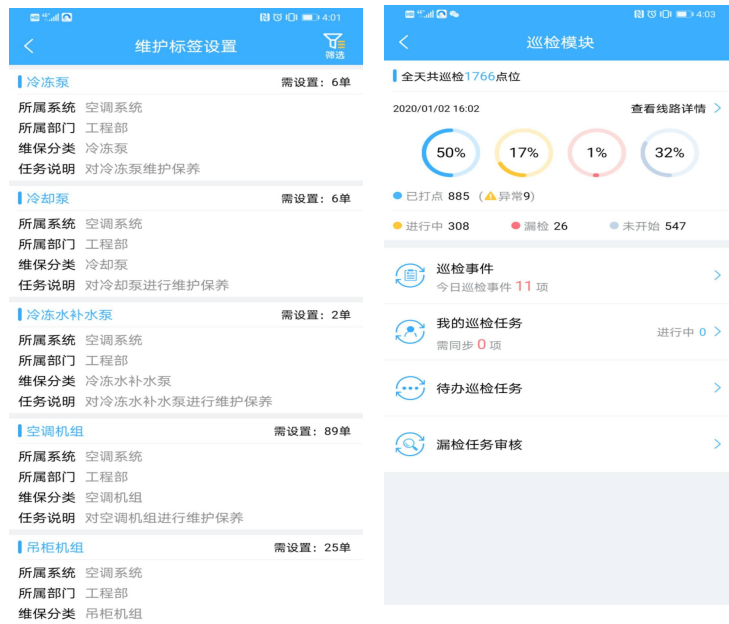 4:01
维护标签设置
筛选
冷冻泵 需设置：6单
所属系统 空调系统
所属部门 工程部
维保分类 冷冻泵
任务说明 对冷冻泵维护保养
冷却泵 需设置：6单
所属系统 空调系统
所属部门 工程部
维保分类 冷却泵
任务说明 对冷却泵进行维护保养
冷冻水补水泵 需设置：2单
所属系统 空调系统
所属部门 工程部
维保分类 冷冻水补水泵
任务说明 对冷冻水补水泵进行维护保养
空调机组 需设置：89单
所属系统 空调系统
所属部门 工程部
维保分类 空调机组
任务说明 对空调机组进行维护保养
吊柜机组 需设置：25单
所属系统 空调系统
所属部门 工程部
维保分类 吊柜机组
4:03
巡检模块
全天共巡检1766点位
2020/01/02 16:02 查看线路详情
50% 17% 1% 32%
已打点 885 （异常9）
进行中 308 漏检 26 未开始 547
巡检事件
今日巡检事件 11 项
我的巡检任务
进行中 0
需同步 0 项
待办巡检任务
漏检任务审核